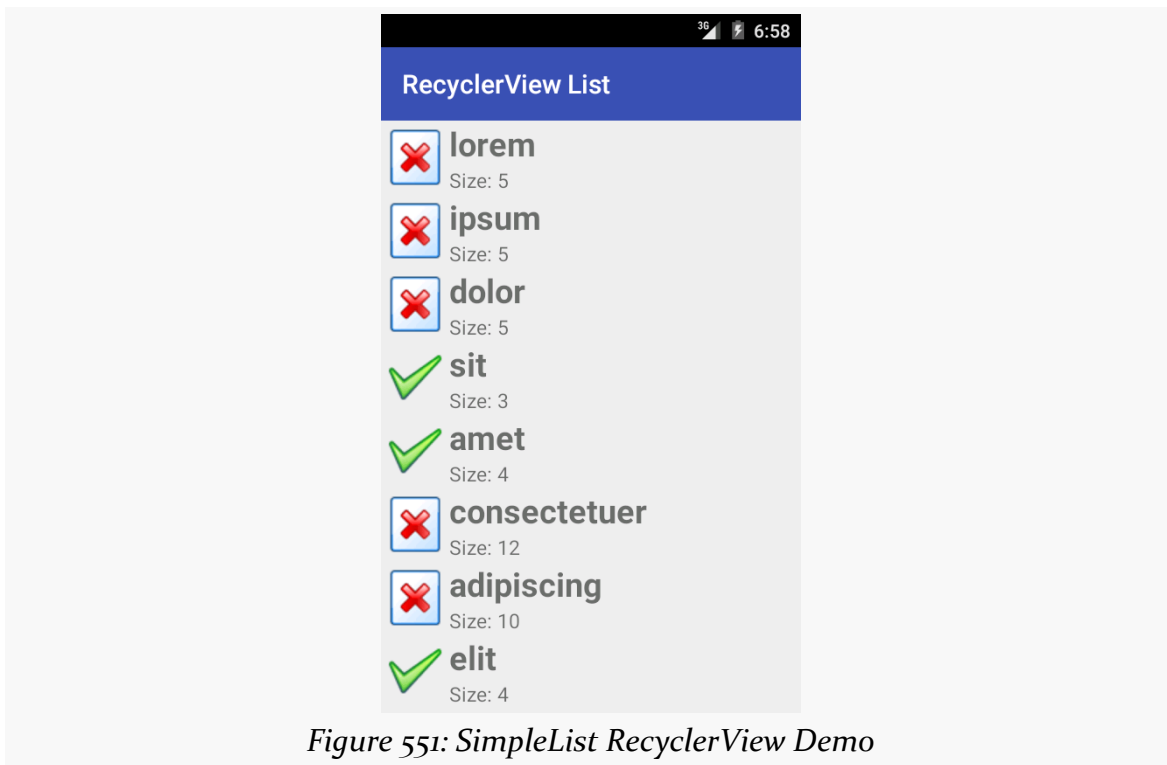 3G 6:58
RecyclerView List
lorem
Size: 5
ipsum
Size: 5
dolor
Size: 5
sit
Size: 3
amet
Size: 4
consectetuer
Size: 12
adipiscing
Size: 10
elit
Size: 4
Figure 551: SimpleList RecyclerView Demo